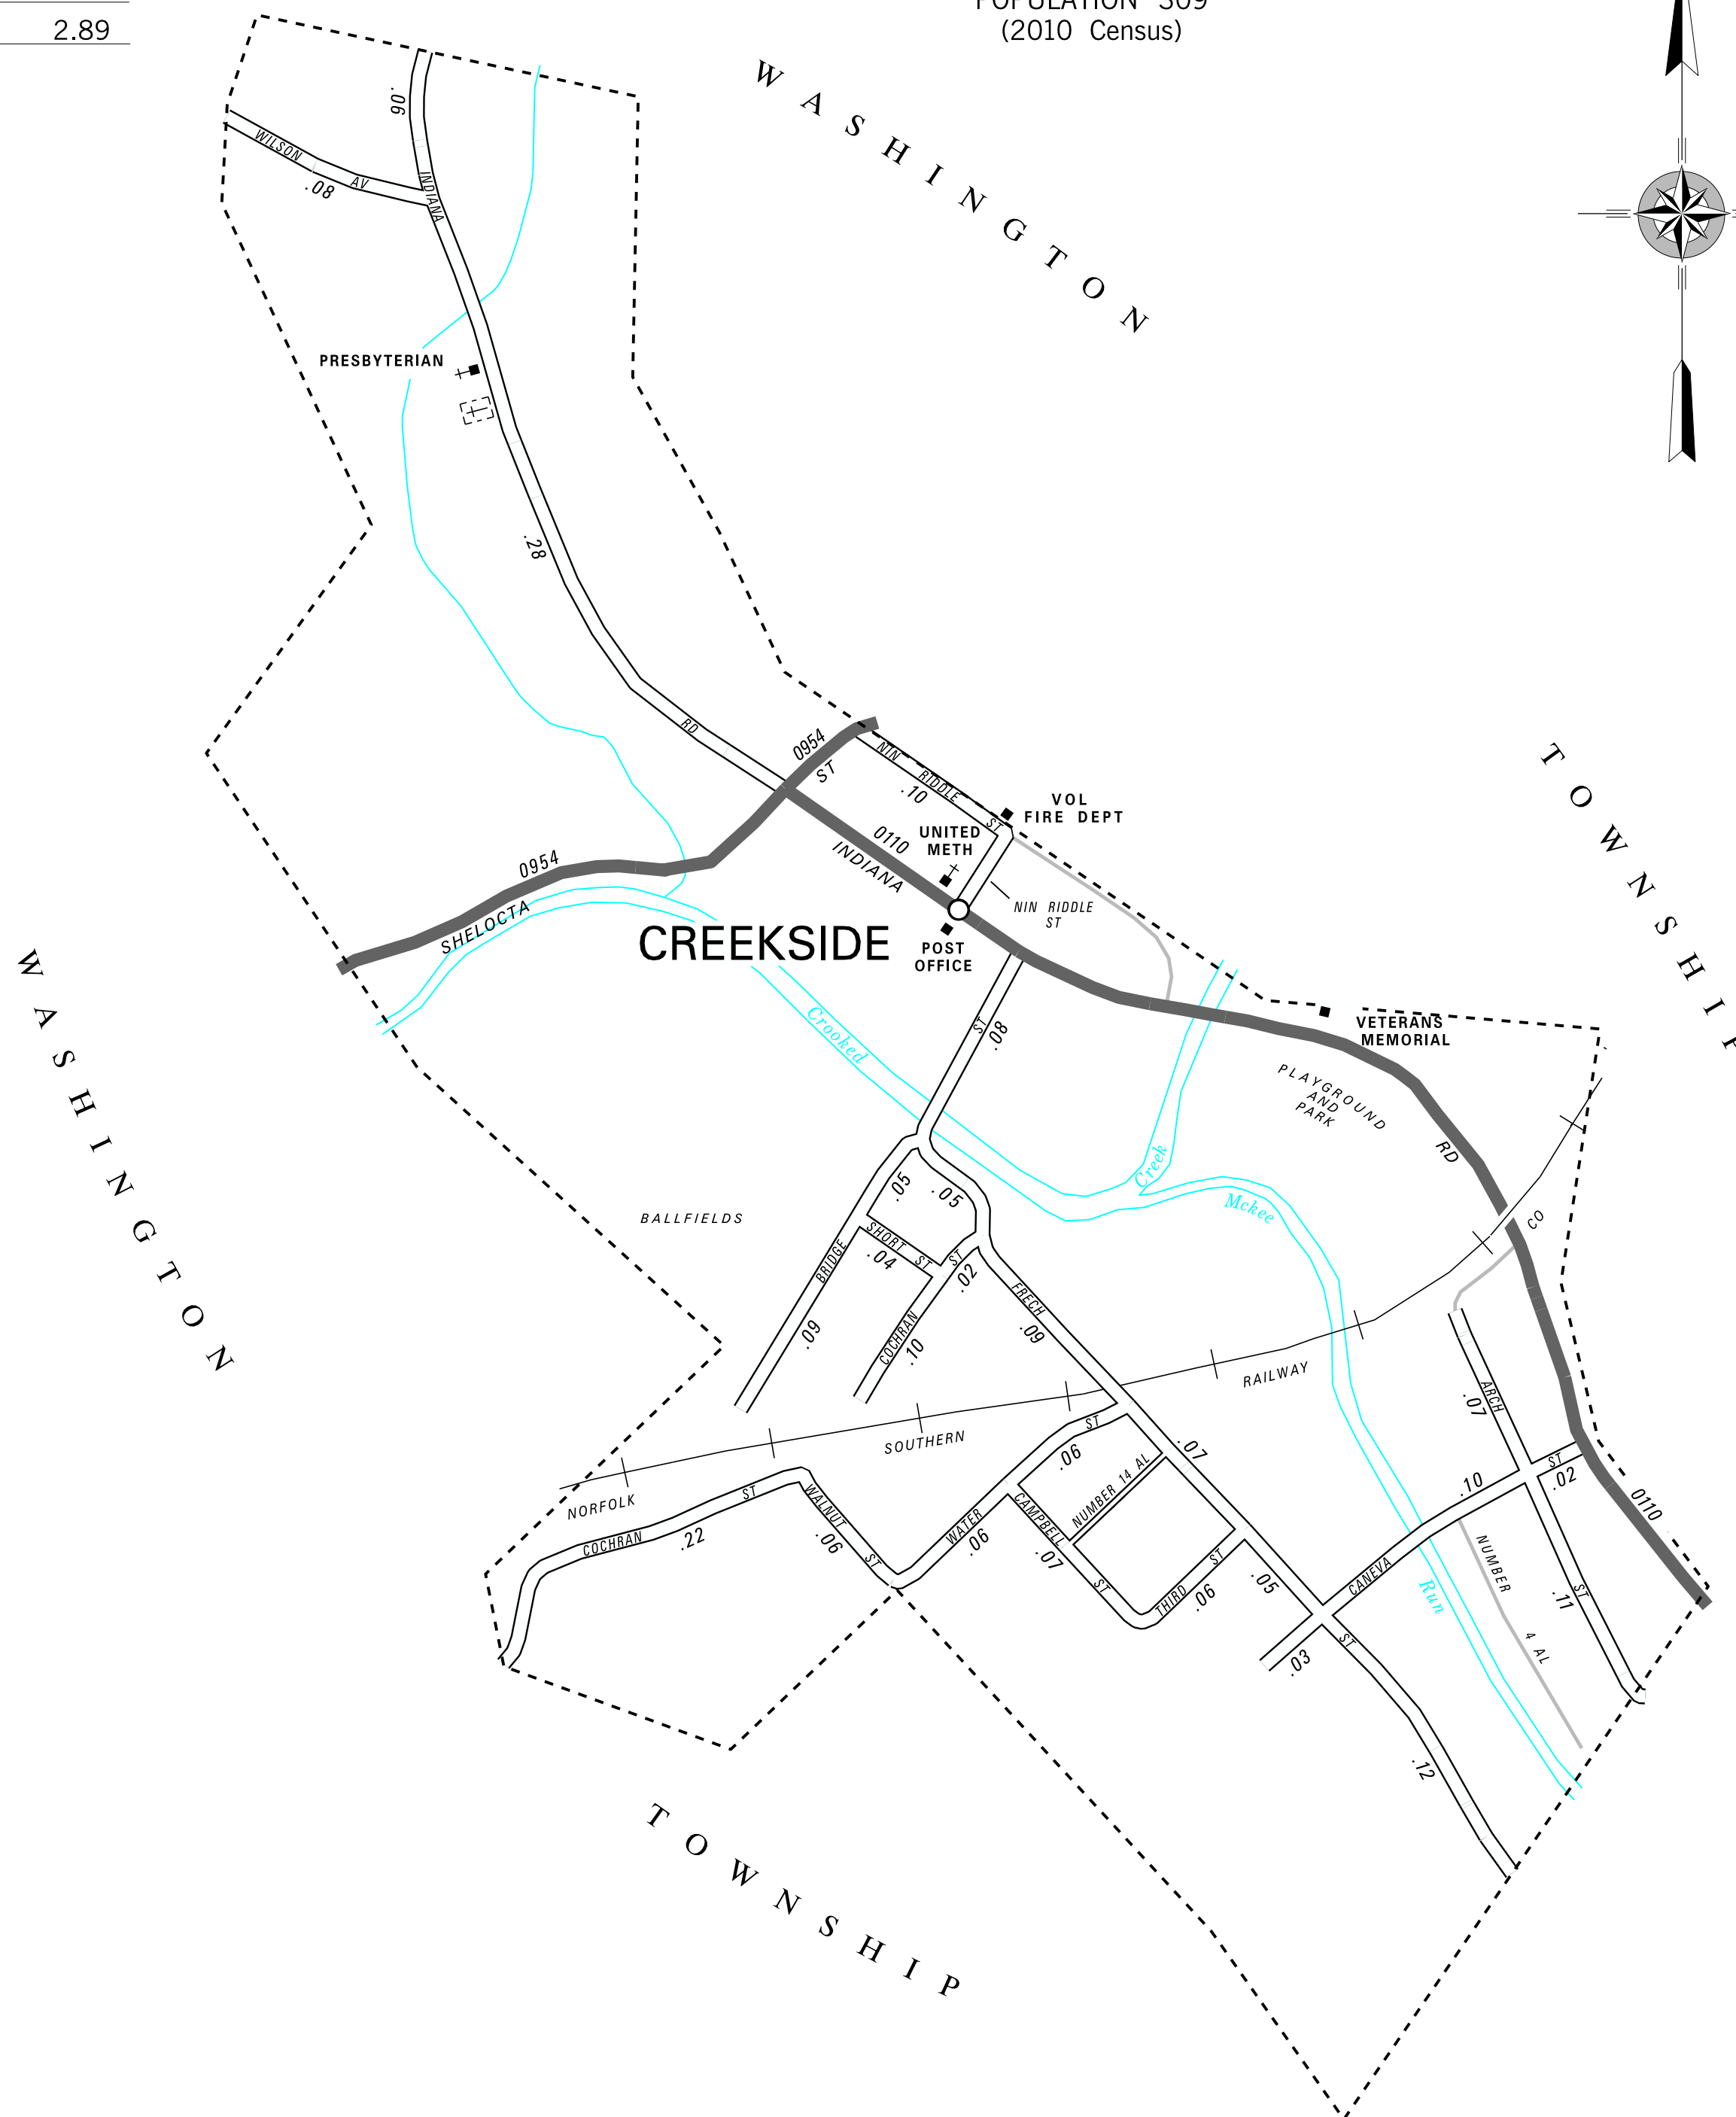 2.89
POPULATION 309
(2010 Census)
WASHINGTON
.06
WILSON AV
.08
INDIANA
PRESBYTERIAN
.28
RD
0954
ST
NIN RIDDLE ST
.10
VOL
FIRE DEPT
UNITED
METH
0110
INDIANA
0954
SHELOCTA
NIN RIDDLE
ST
CREEKSIDE
POST
OFFICE
TOWNSHIP
WASHINGTON
Crooked
ST
.08
VETERANS
MEMORIAL
PLAYGROUND
AND
PARK
RD
Creek
Mckee
.05
.05
BALLFIELDS
SHORT ST
.04
ST
.02
CO
BRIDGE
.09
COCHRAN
.10
FRECH
.09
RAILWAY
SOUTHERN
NORFOLK
ARCH
.07
ST
.06
.07
NUMBER 14 AL
ST
.02
.10
0110
COCHRAN ST
.22
WALNUT ST
.06
WATER
.06
CAMPBELL ST
.07
THIRD ST
.06
.05
CANEVA
Run
NUMBER
4 AL
ST
.11
ST
.03
.12
TOWNSHIP